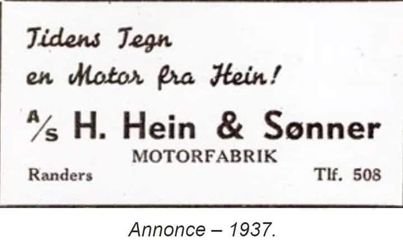 Tidens Tegn
en Motor fra Hein!
A/S H. Hein & Sønner
MOTORFABRIK
Randers Tlf. 508
Annonce – 1937.